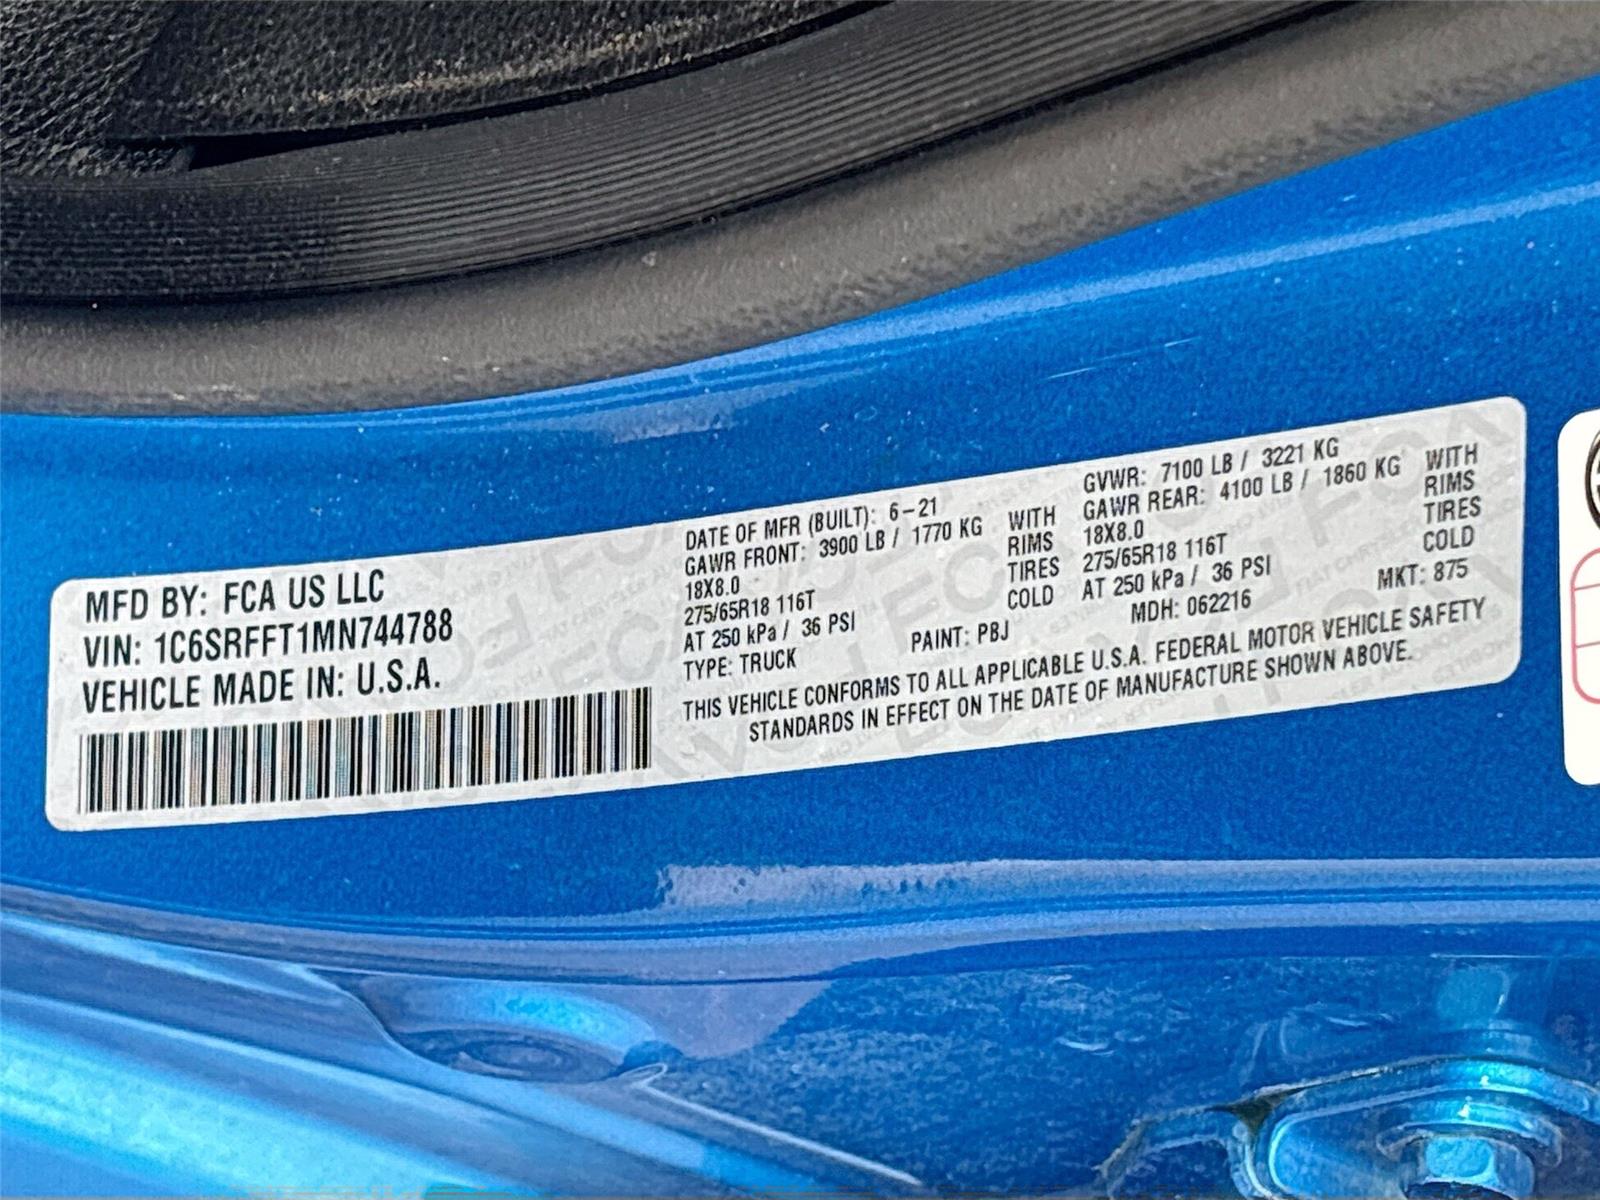 MFD BY: FCA US LLC
VIN: 1C6SRFFT1MN744788
VEHICLE MADE IN: U.S.A.
DATE OF MFR (BUILT): 6-21
GAWR FRONT: 3900 LB / 1770 KG WITH
18X8.0 RIMS
275/65R18 116T TIRES
AT 250 kPa / 36 PSI COLD
TYPE: TRUCK
PAINT: PBJ
GVWR: 7100 LB / 3221 KG
GAWR REAR: 4100 LB / 1860 KG WITH
18X8.0 RIMS
275/65R18 116T TIRES
AT 250 kPa / 36 PSI COLD
MDH: 062216 MKT: 875
THIS VEHICLE CONFORMS TO ALL APPLICABLE U.S.A. FEDERAL MOTOR VEHICLE SAFETY
STANDARDS IN EFFECT ON THE DATE OF MANUFACTURE SHOWN ABOVE.